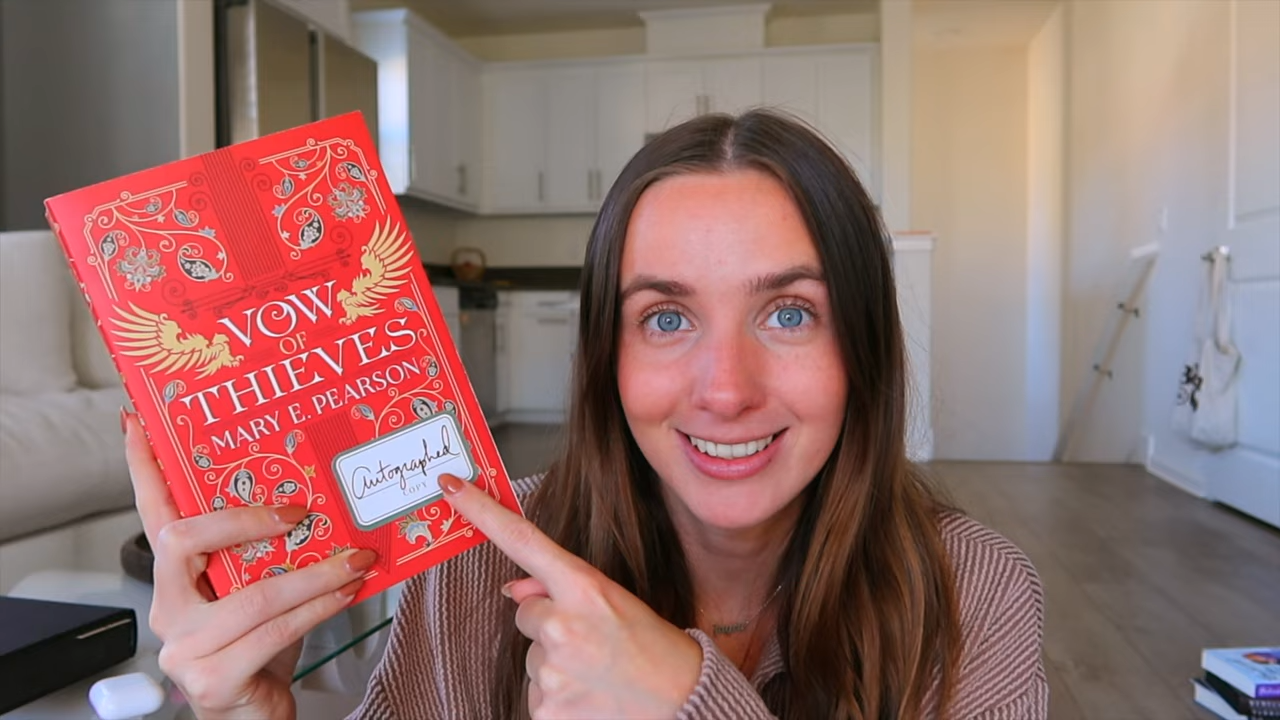 VOW
OF
THIEVES
MARY E. PEARSON
Autographed
COPY